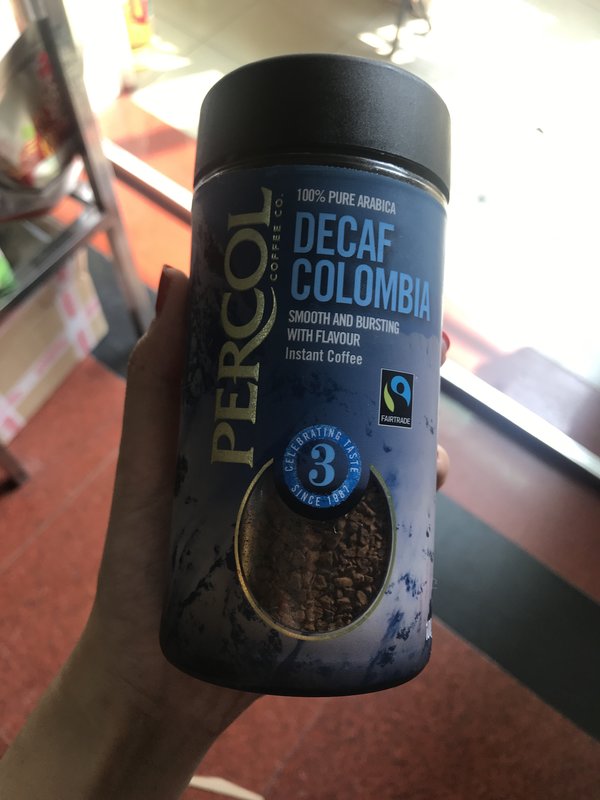 100% PURE ARABICA
DECAF
COLOMBIA
SMOOTH AND BURSTING
WITH FLAVOUR
Instant Coffee
PERCOL
COFFEE CO.
FAIRTRADE
CELEBRATING TASTE
3
SINCE 1987